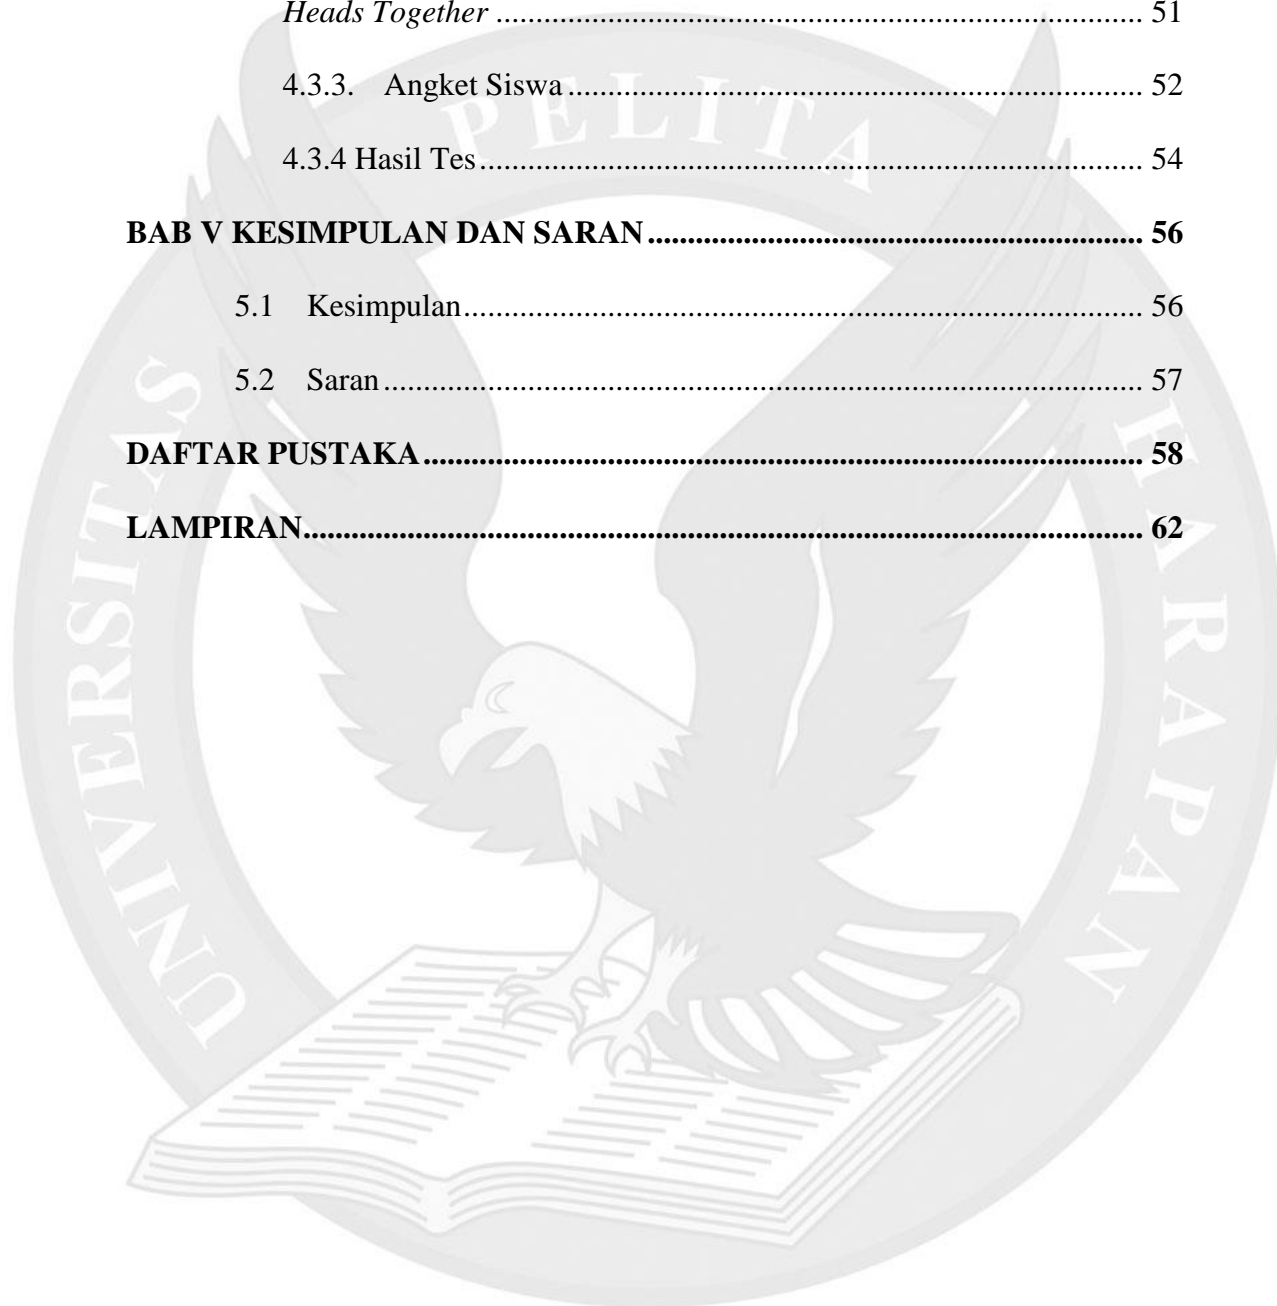 Heads Together ................................................................................ 51
4.3.3. Angket Siswa ....................................................................... 52
4.3.4 Hasil Tes .................................................................................. 54
BAB V KESIMPULAN DAN SARAN ............................................................. 56
5.1 Kesimpulan .................................................................................... 56
5.2 Saran .............................................................................................. 57
DAFTAR PUSTAKA ......................................................................................... 58
LAMPIRAN ........................................................................................................ 62
UNIVERSITAS PELITA HARAPAN